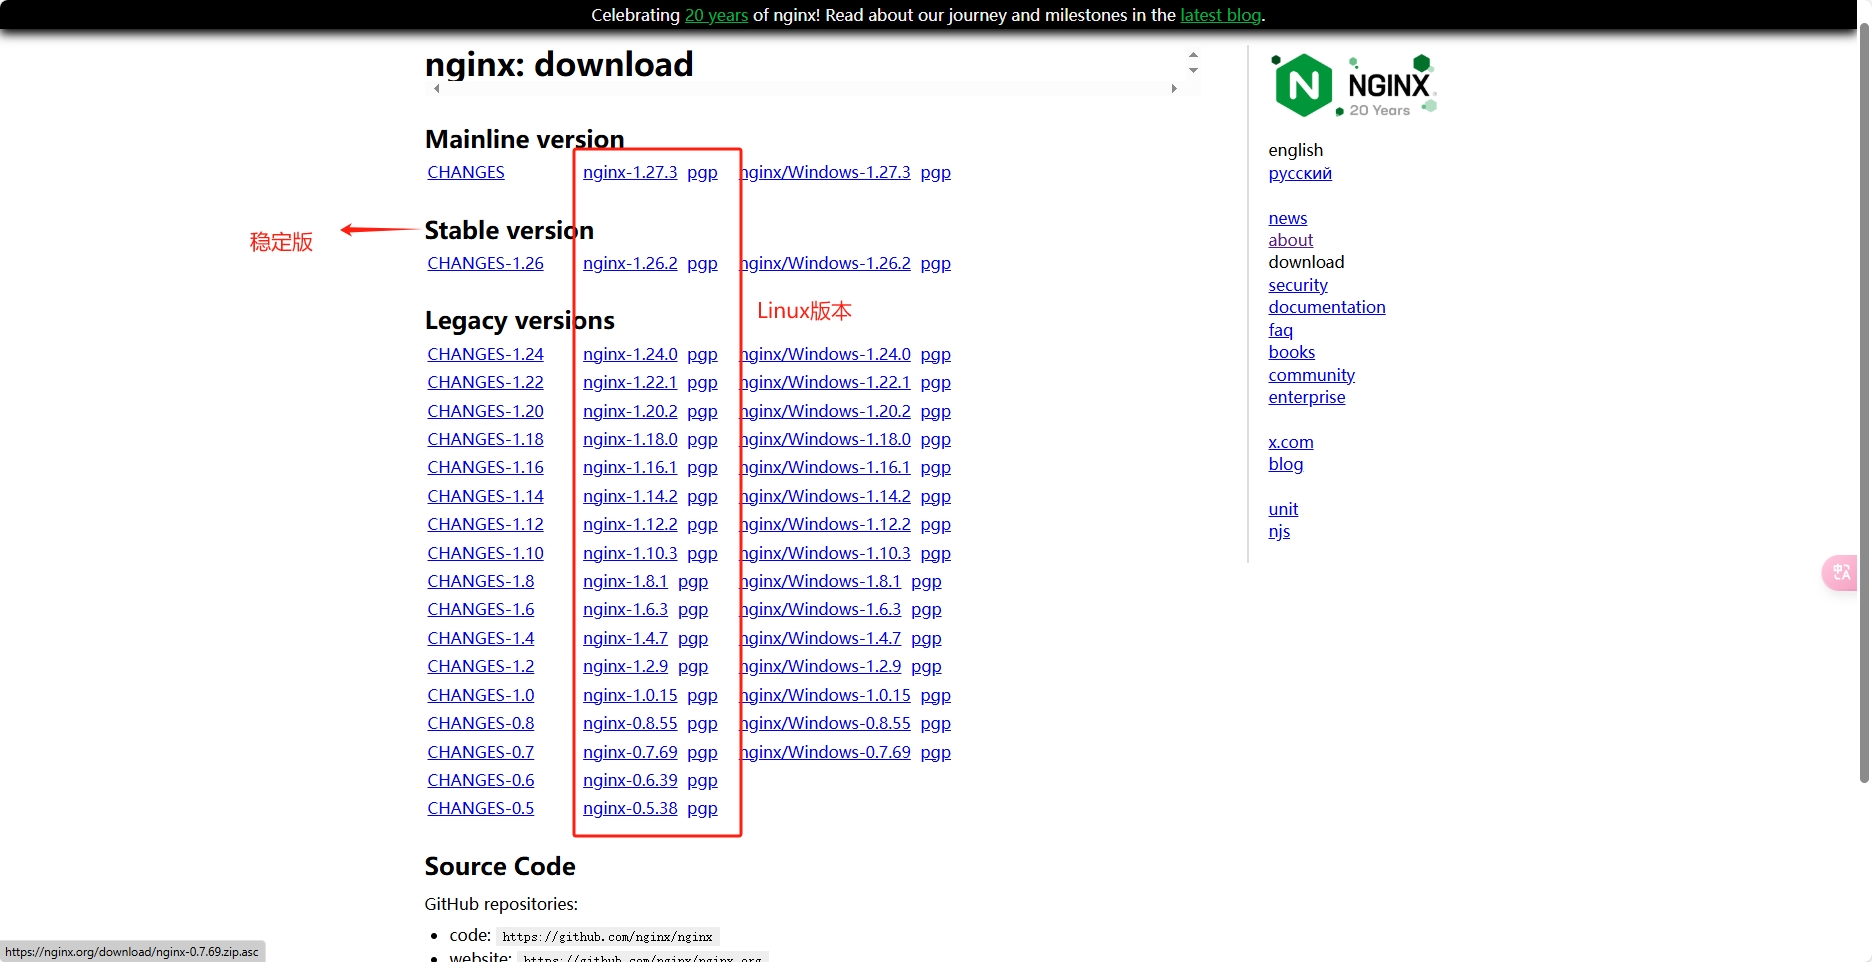 Celebrating 20 years of nginx! Read about our journey and milestones in the latest blog.
nginx: download
Mainline version
CHANGES nginx-1.27.3 pgp nginx/Windows-1.27.3 pgp
稳定版
Stable version
CHANGES-1.26 nginx-1.26.2 pgp nginx/Windows-1.26.2 pgp
Linux版本
Legacy versions
CHANGES-1.24 nginx-1.24.0 pgp nginx/Windows-1.24.0 pgp
CHANGES-1.22 nginx-1.22.1 pgp nginx/Windows-1.22.1 pgp
CHANGES-1.20 nginx-1.20.2 pgp nginx/Windows-1.20.2 pgp
CHANGES-1.18 nginx-1.18.0 pgp nginx/Windows-1.18.0 pgp
CHANGES-1.16 nginx-1.16.1 pgp nginx/Windows-1.16.1 pgp
CHANGES-1.14 nginx-1.14.2 pgp nginx/Windows-1.14.2 pgp
CHANGES-1.12 nginx-1.12.2 pgp nginx/Windows-1.12.2 pgp
CHANGES-1.10 nginx-1.10.3 pgp nginx/Windows-1.10.3 pgp
CHANGES-1.8 nginx-1.8.1 pgp nginx/Windows-1.8.1 pgp
CHANGES-1.6 nginx-1.6.3 pgp nginx/Windows-1.6.3 pgp
CHANGES-1.4 nginx-1.4.7 pgp nginx/Windows-1.4.7 pgp
CHANGES-1.2 nginx-1.2.9 pgp nginx/Windows-1.2.9 pgp
CHANGES-1.0 nginx-1.0.15 pgp nginx/Windows-1.0.15 pgp
CHANGES-0.8 nginx-0.8.55 pgp nginx/Windows-0.8.55 pgp
CHANGES-0.7 nginx-0.7.69 pgp nginx/Windows-0.7.69 pgp
CHANGES-0.6 nginx-0.6.39 pgp
CHANGES-0.5 nginx-0.5.38 pgp
Source Code
GitHub repositories:
code: https://github.com/nginx/nginx
website: https://github.com/nginx/nginx.org
https://nginx.org/download/nginx-0.7.69.zip.asc
N NGINX
20 Years
english
русский
news
about
download
security
documentation
faq
books
community
enterprise
x.com
blog
unit
njs